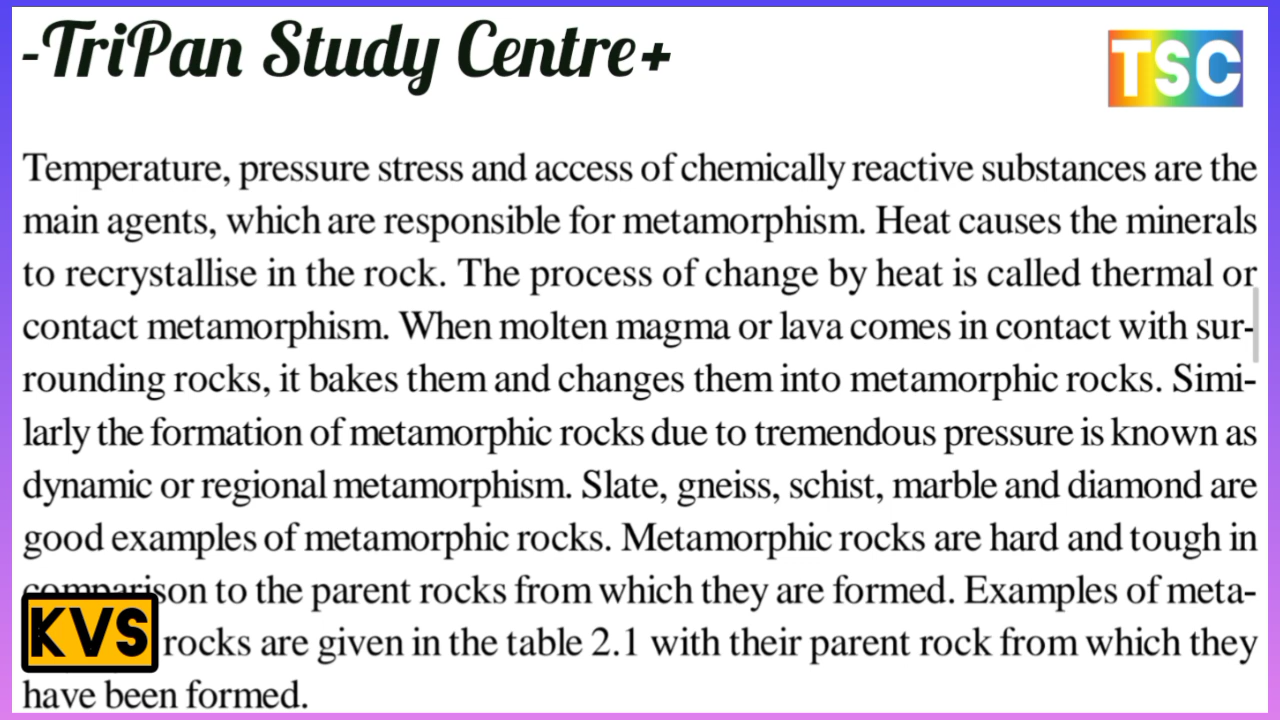 -TriPan Study Centre+
TSC
Temperature, pressure stress and access of chemically reactive substances are the
main agents, which are responsible for metamorphism. Heat causes the minerals
to recrystallise in the rock. The process of change by heat is called thermal or
contact metamorphism. When molten magma or lava comes in contact with sur-
rounding rocks, it bakes them and changes them into metamorphic rocks. Simi-
larly the formation of metamorphic rocks due to tremendous pressure is known as
dynamic or regional metamorphism. Slate, gneiss, schist, marble and diamond are
good examples of metamorphic rocks. Metamorphic rocks are hard and tough in
comparison to the parent rocks from which they are formed. Examples of meta-
KVS rocks are given in the table 2.1 with their parent rock from which they
have been formed.